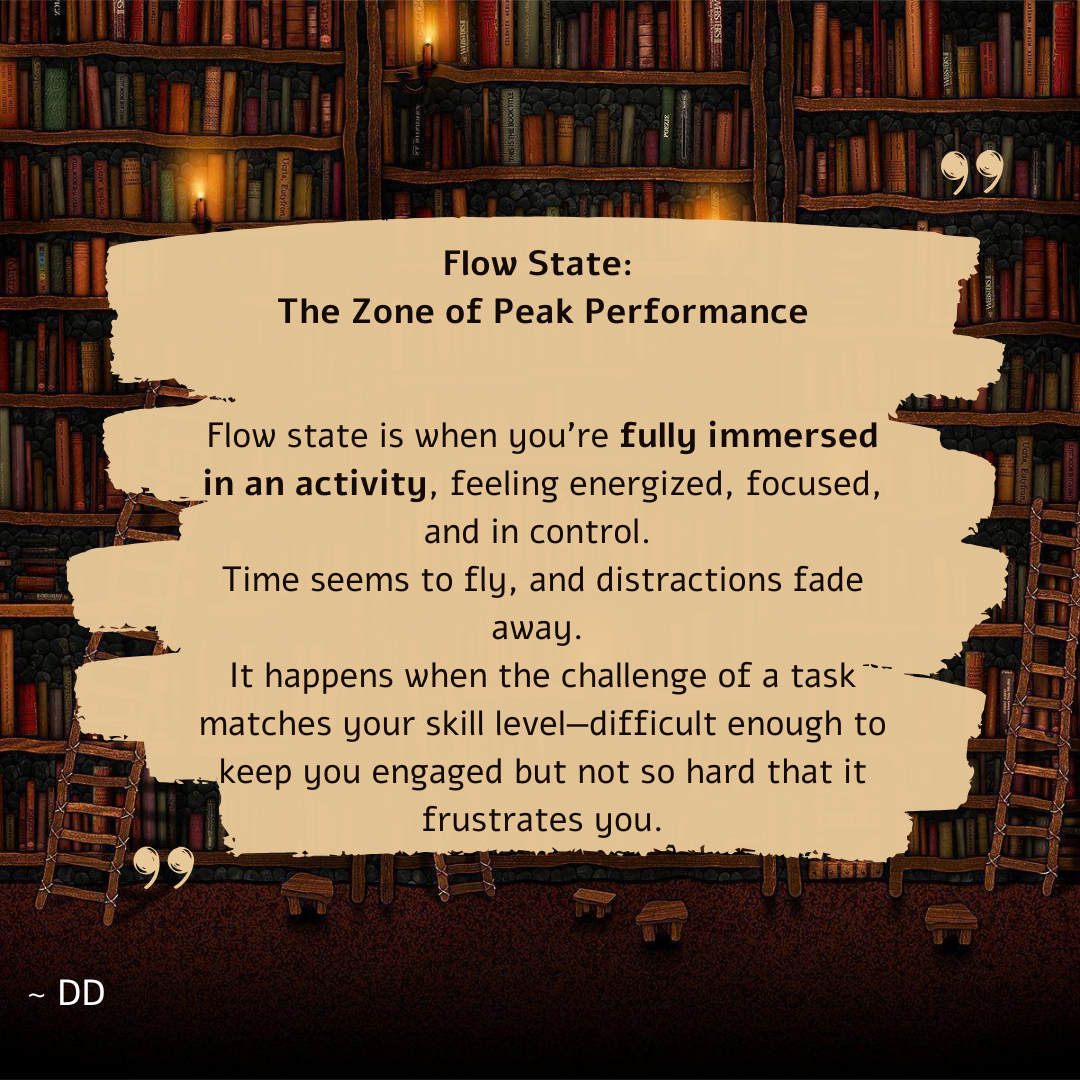 Flow State:
The Zone of Peak Performance
Flow state is when you’re fully immersed
in an activity, feeling energized, focused,
and in control.
Time seems to fly, and distractions fade
away.
It happens when the challenge of a task
matches your skill level—difficult enough to
keep you engaged but not so hard that it
frustrates you.
~ DD